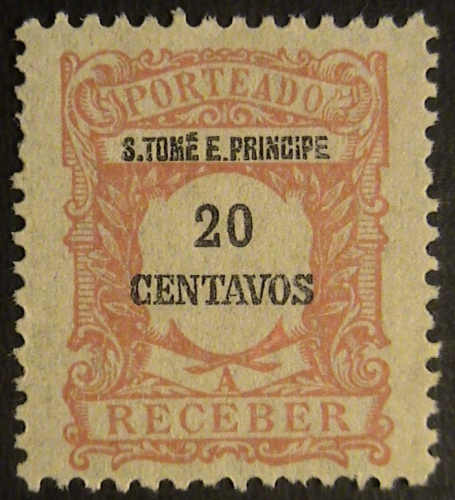 PORTEADO
S.TOMÉ E.PRINCIPE
20
CENTAVOS
A
RECEBER